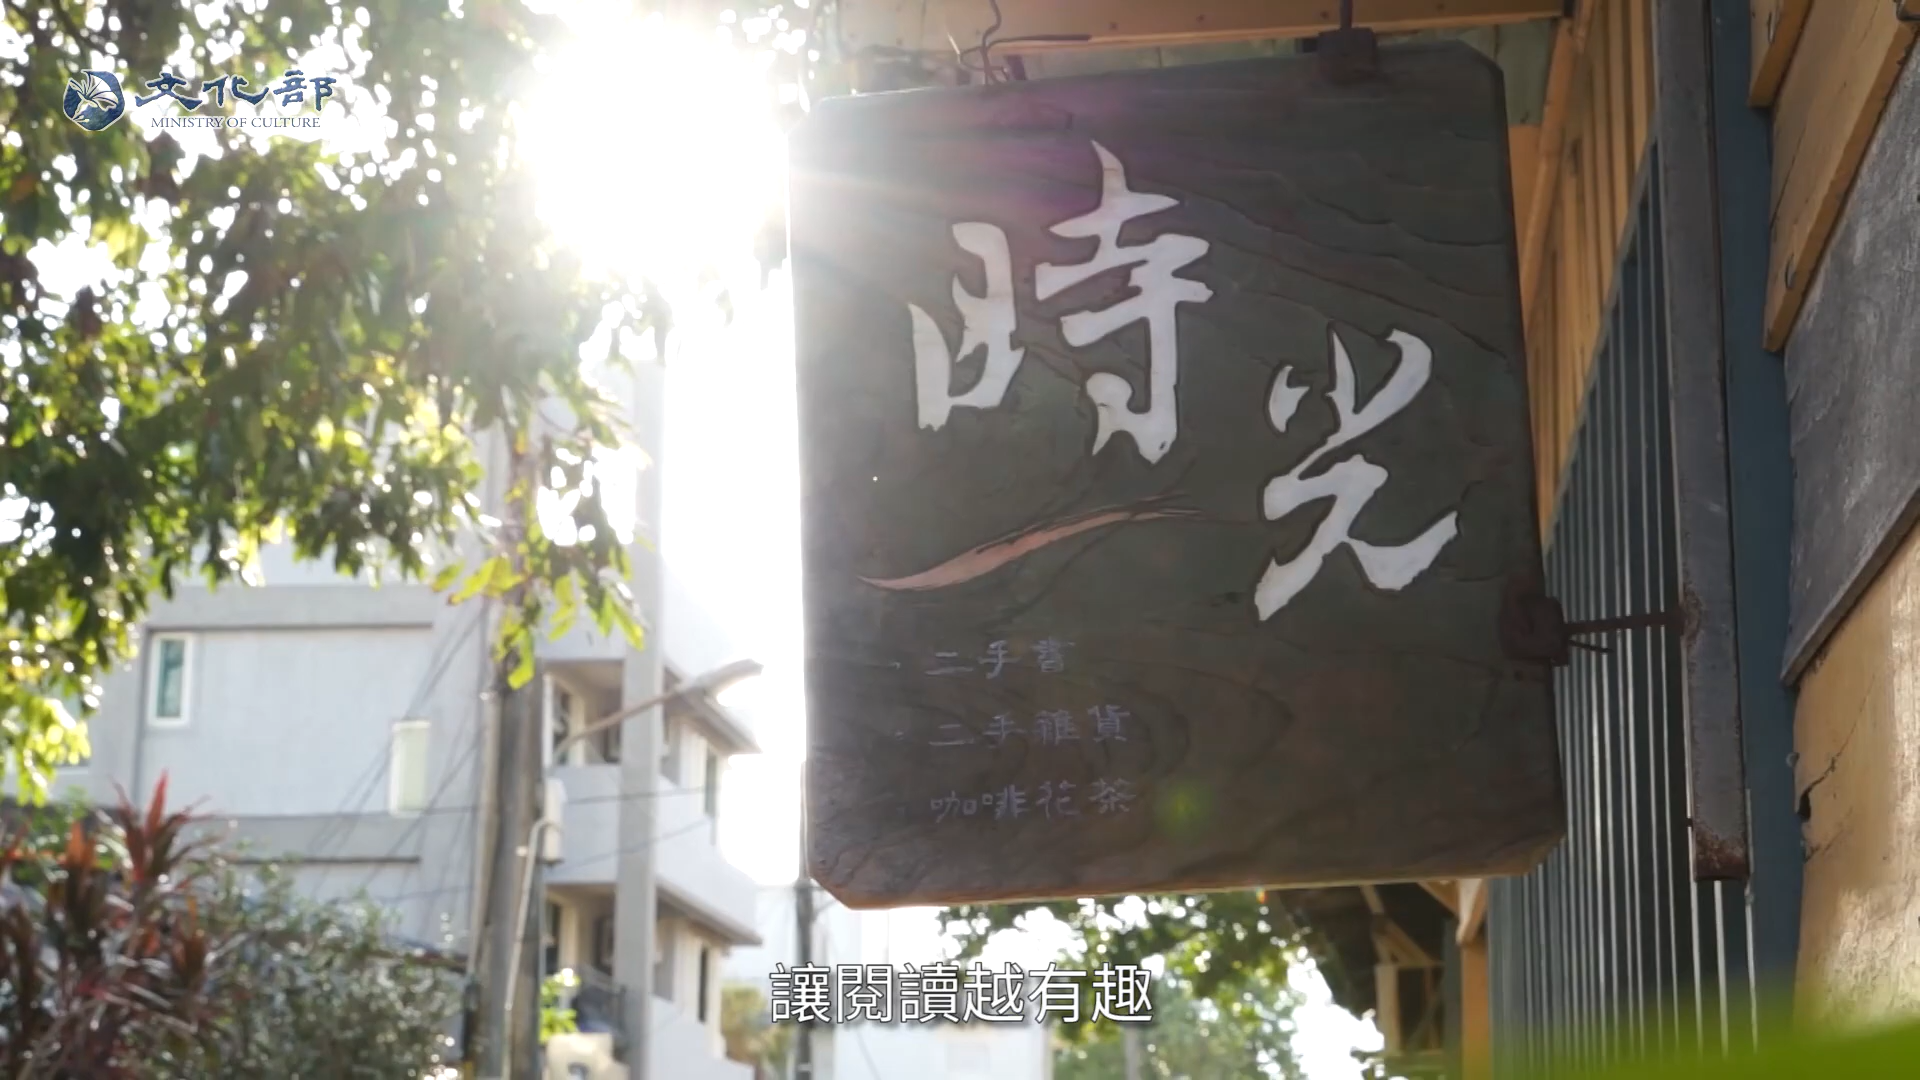 文化部
MINISTRY OF CULTURE
時光
二手書
二手雜貨
咖啡花茶
讓閱讀越有趣